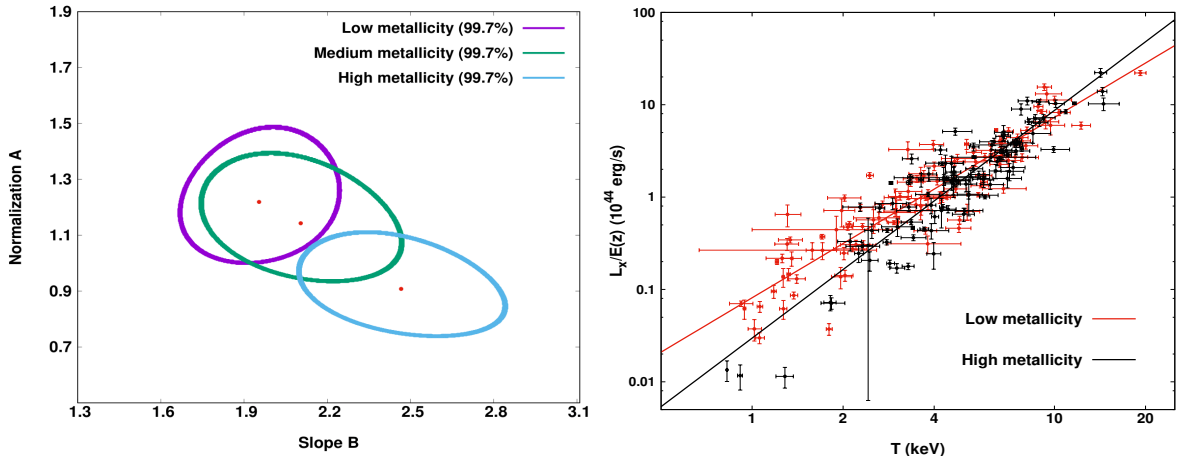 1.9
1.7
1.5
1.3
1.1
0.9
0.7
Normalization A
Low metallicity (99.7%)
Medium metallicity (99.7%)
High metallicity (99.7%)
1.3 1.6 1.9 2.2 2.5 2.8 3.1
Slope B
100
10
1
0.1
0.01
Lx/E(z) (10^44 erg/s)
Low metallicity
High metallicity
1 2 4 10 20
T (keV)